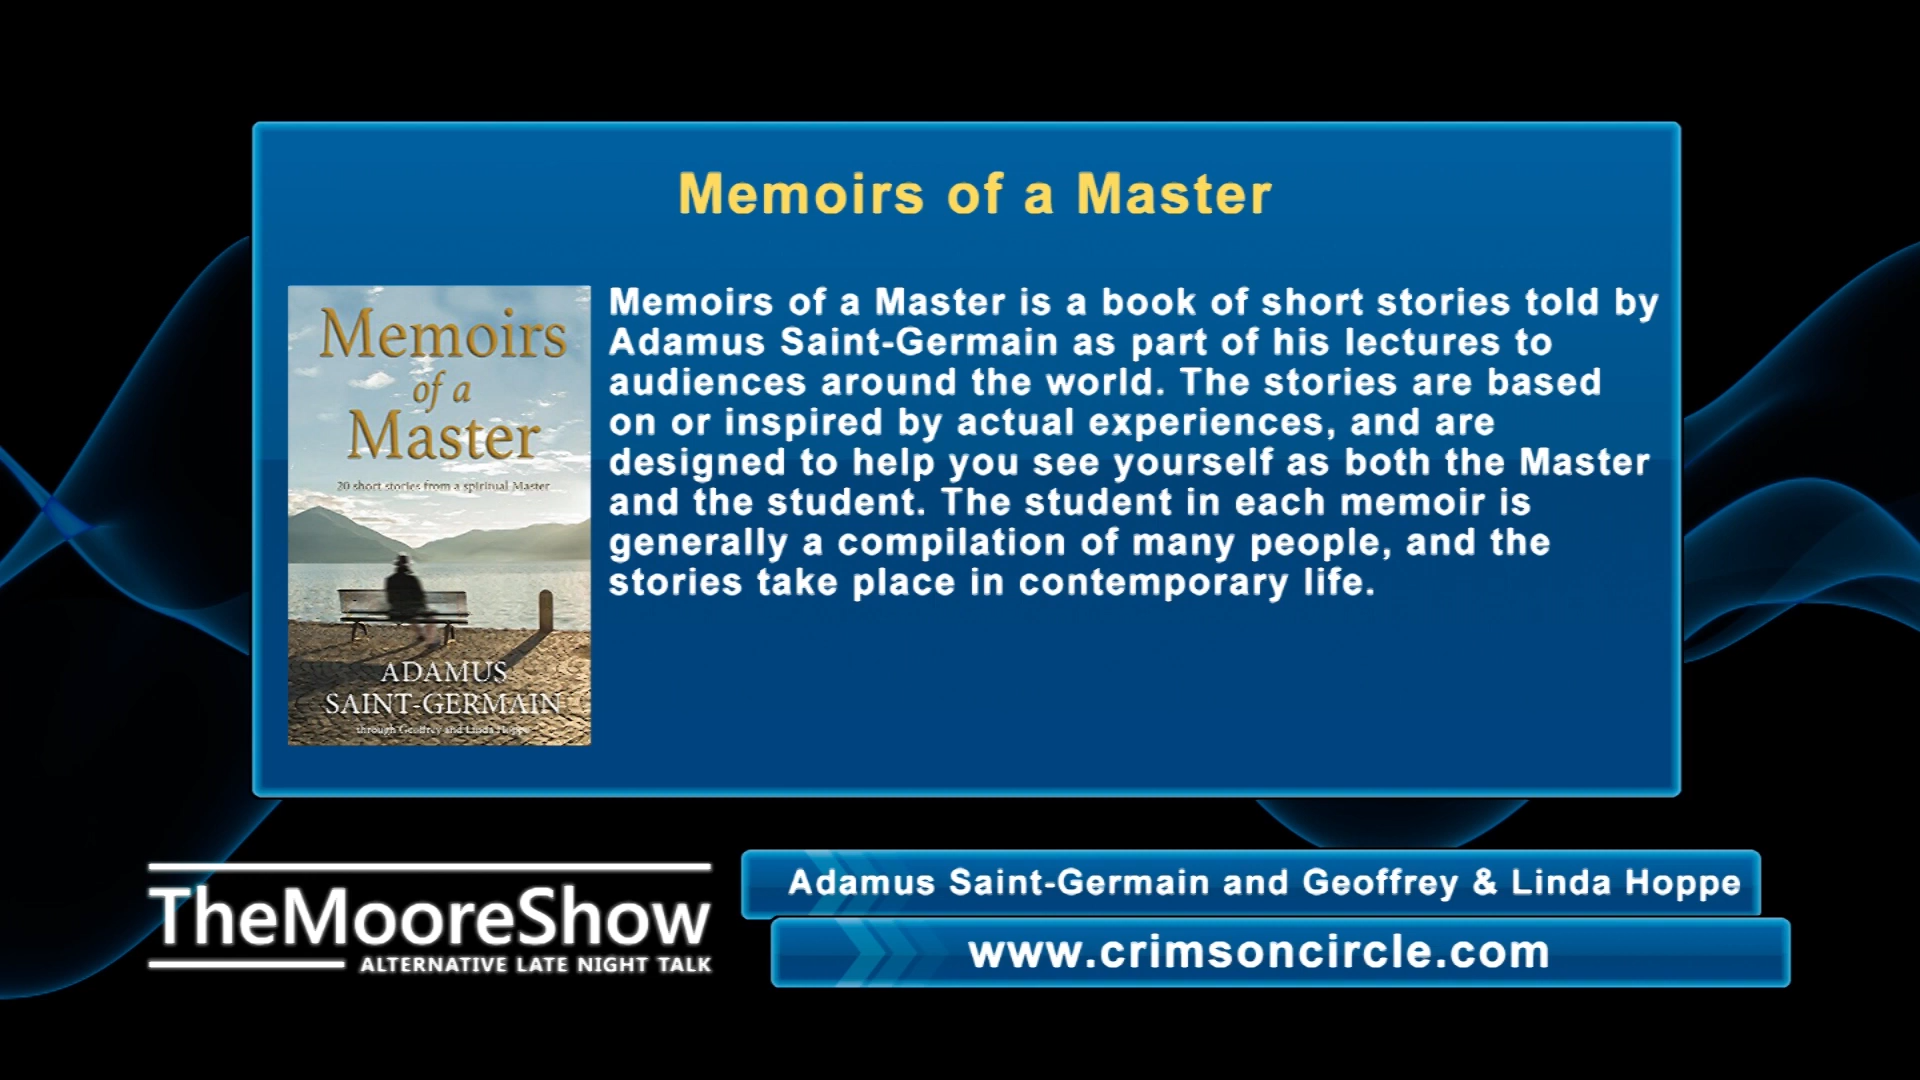 Memoirs of a Master
Memoirs
of a
Master
20 short stories from a spiritual Master
ADAMUS
SAINT-GERMAIN
through Geoffrey and Linda Hoppe
Memoirs of a Master is a book of short stories told by
Adamus Saint-Germain as part of his lectures to
audiences around the world. The stories are based
on or inspired by actual experiences, and are
designed to help you see yourself as both the Master
and the student. The student in each memoir is
generally a compilation of many people, and the
stories take place in contemporary life.
TheMooreShow
ALTERNATIVE LATE NIGHT TALK
Adamus Saint-Germain and Geoffrey & Linda Hoppe
www.crimsoncircle.com